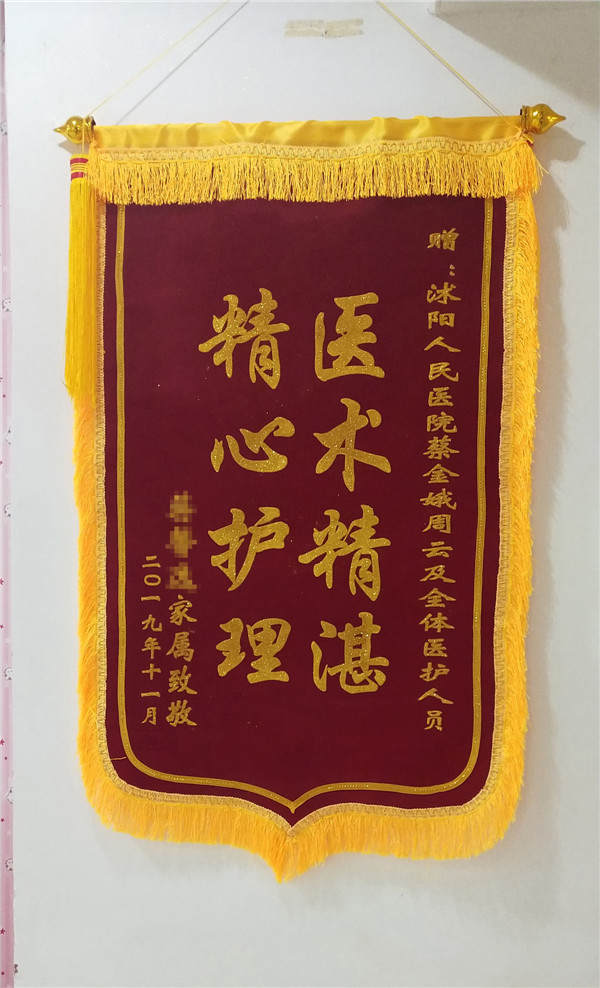 赠：沭阳人民医院蔡金娥周云及全体医护人员
医术精湛
精心护理
家属致敬
二〇一九年十一月